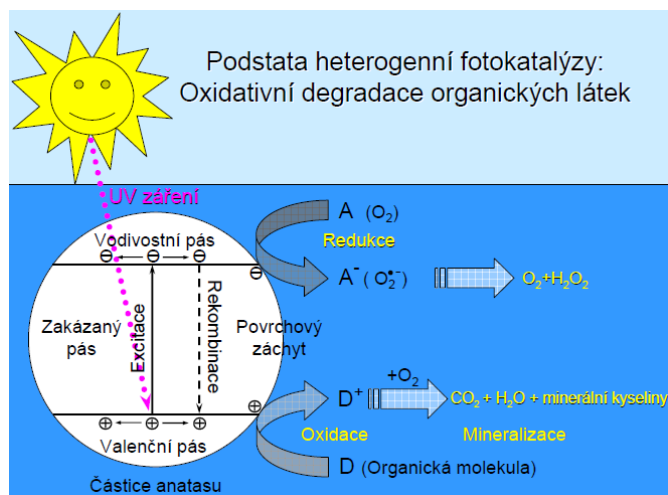 Podstata heterogenní fotokatalýzy:
Oxidativní degradace organických látek
UV záření
Vodivostní pás
⊖ ⊖ ⊖
⊖
Zakázaný
pás
Excitace
Rekombinace
Povrchový
záchyt
⊕
⊕ ⊕ ⊕
Valenční pás
Částice anatasu
A (O₂)
Redukce
A⁻ (O₂•⁻)
O₂+H₂O₂
+O₂
D⁺
CO₂ + H₂O + minerální kyseliny
Oxidace
Mineralizace
D (Organická molekula)